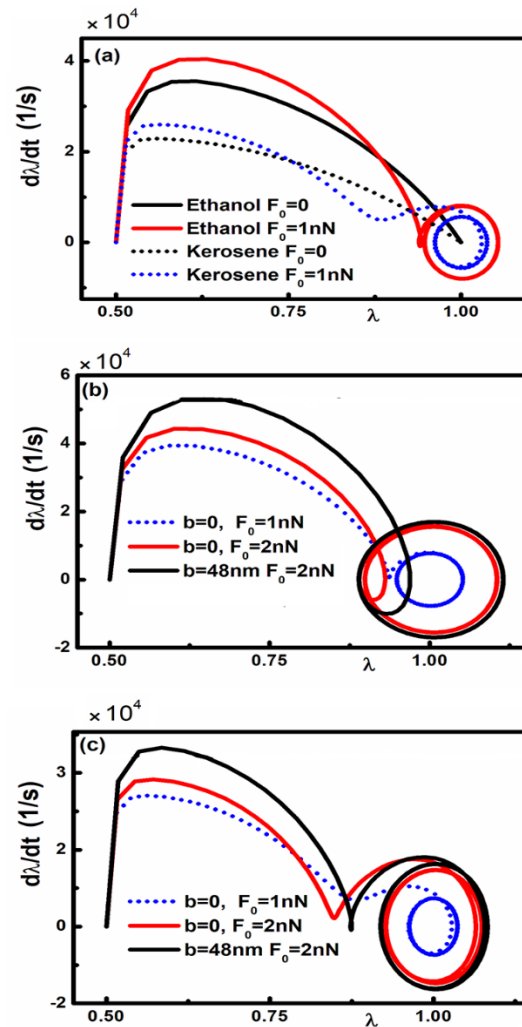 × 10⁴
(a)
4
2
0
dλ/dt (1/s)
Ethanol F₀=0
Ethanol F₀=1nN
Kerosene F₀=0
Kerosene F₀=1nN
0.50 0.75 λ 1.00
× 10⁴
6
(b)
4
2
0
-2
dλ/dt (1/s)
b=0, F₀=1nN
b=0, F₀=2nN
b=48nm F₀=2nN
0.50 0.75 λ 1.00
× 10⁴
(c)
3
2
0
-2
dλ/dt (1/s)
b=0, F₀=1nN
b=0, F₀=2nN
b=48nm F₀=2nN
0.50 0.75 λ 1.00